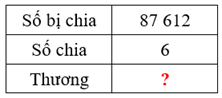 Số bị chia 87 612
Số chia 6
Thương ?